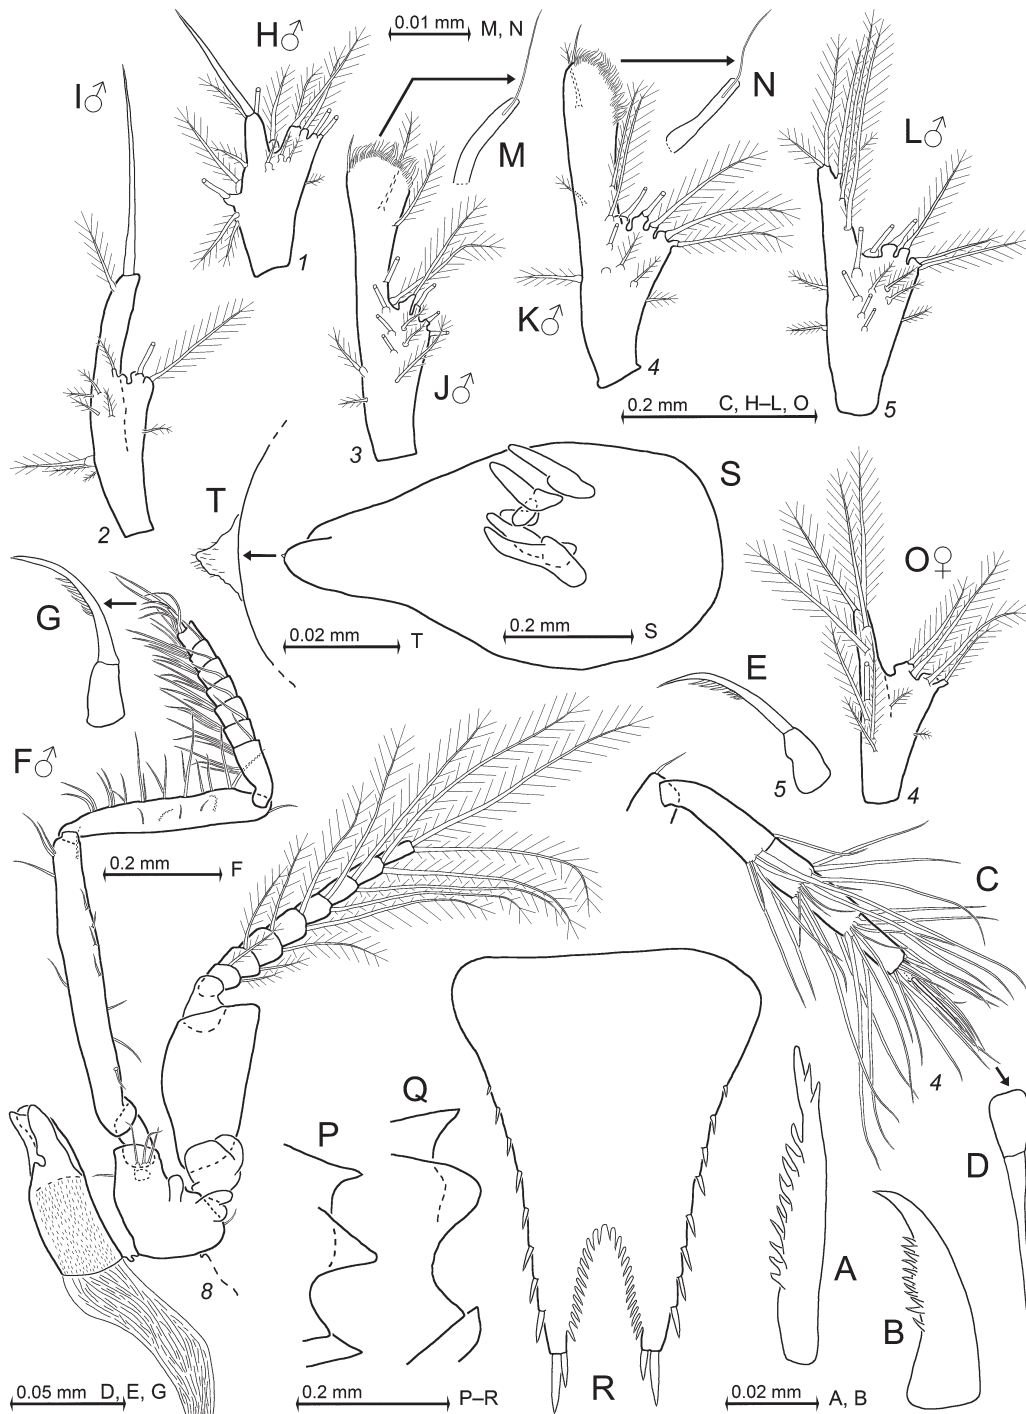 0.01 mm M, N
H♂
I♂
N
M
L♂
1
K♂
J♂
4
0.2 mm C, H–L, O
5
3
S
T
2
O♀
G
0.02 mm T
0.2 mm S
E
F♂
5
4
0.2 mm F
C
4
Q
P
D
A
8
B
R
0.05 mm D, E, G
0.2 mm P–R
0.02 mm A, B